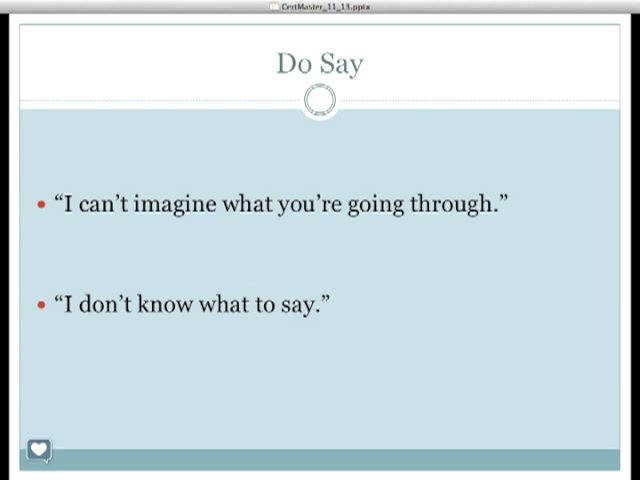 CertMaster_11_13.pptx
Do Say
• “I can’t imagine what you’re going through.”
• “I don’t know what to say.”